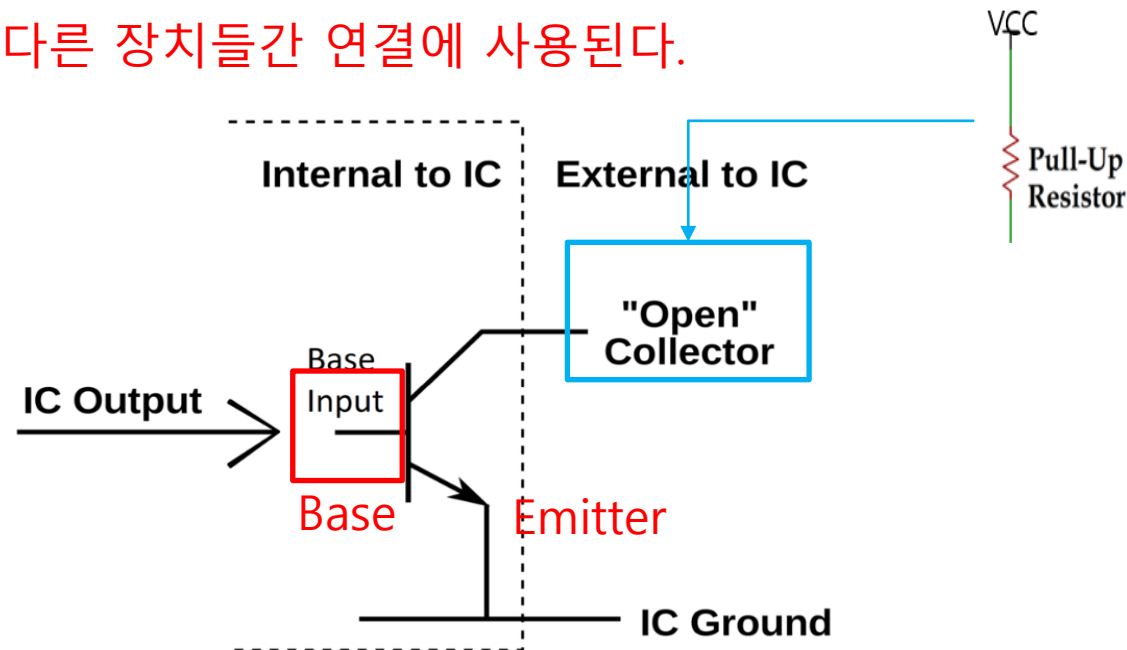 다른 장치들간 연결에 사용된다.
VCC
Pull-Up
Resistor
Internal to IC
External to IC
"Open"
Collector
Base
Input
IC Output
Base
Emitter
IC Ground